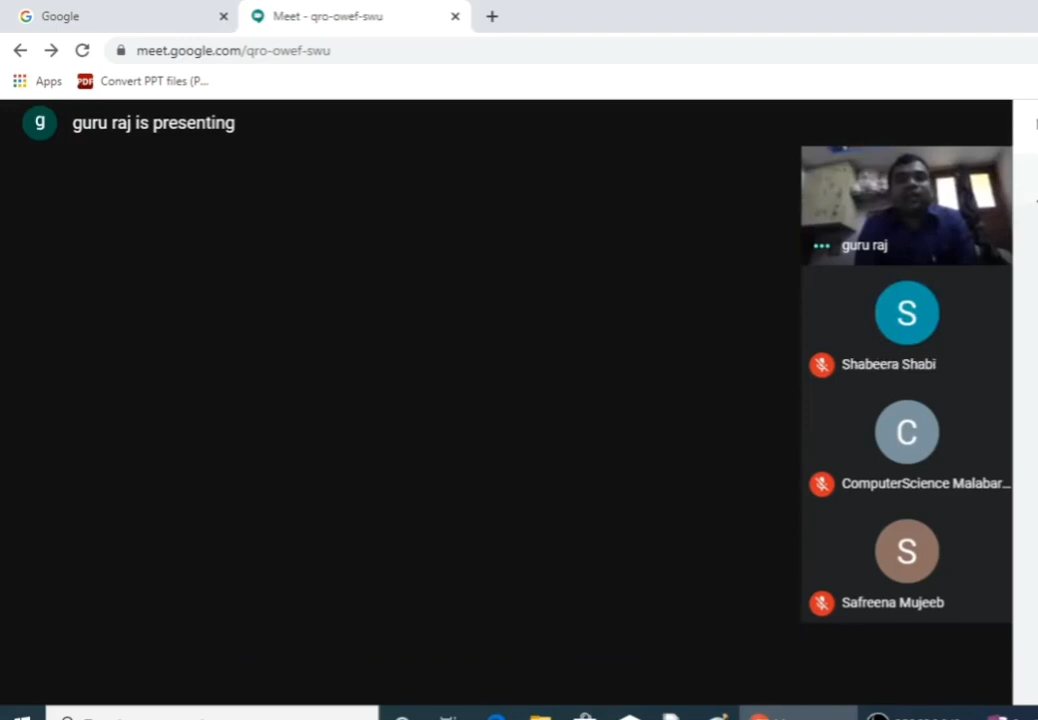 Google
Meet - qro-owef-swu
meet.google.com/qro-owef-swu
Apps
PDF
Convert PPT files (P...
g
guru raj is presenting
guru raj
S
Shabeera Shabi
C
ComputerScience Malabar...
S
Safreena Mujeeb